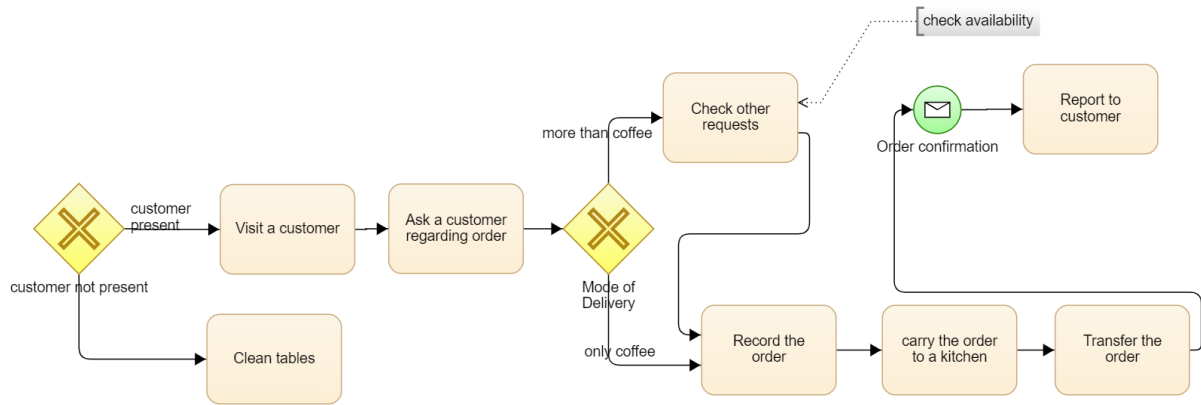 check availability
Check other
requests
Report to
customer
more than coffee
Order confirmation
customer
present
Visit a customer
Ask a customer
regarding order
customer not present
Mode of
Delivery
Clean tables
only coffee
Record the
order
carry the order
to a kitchen
Transfer the
order